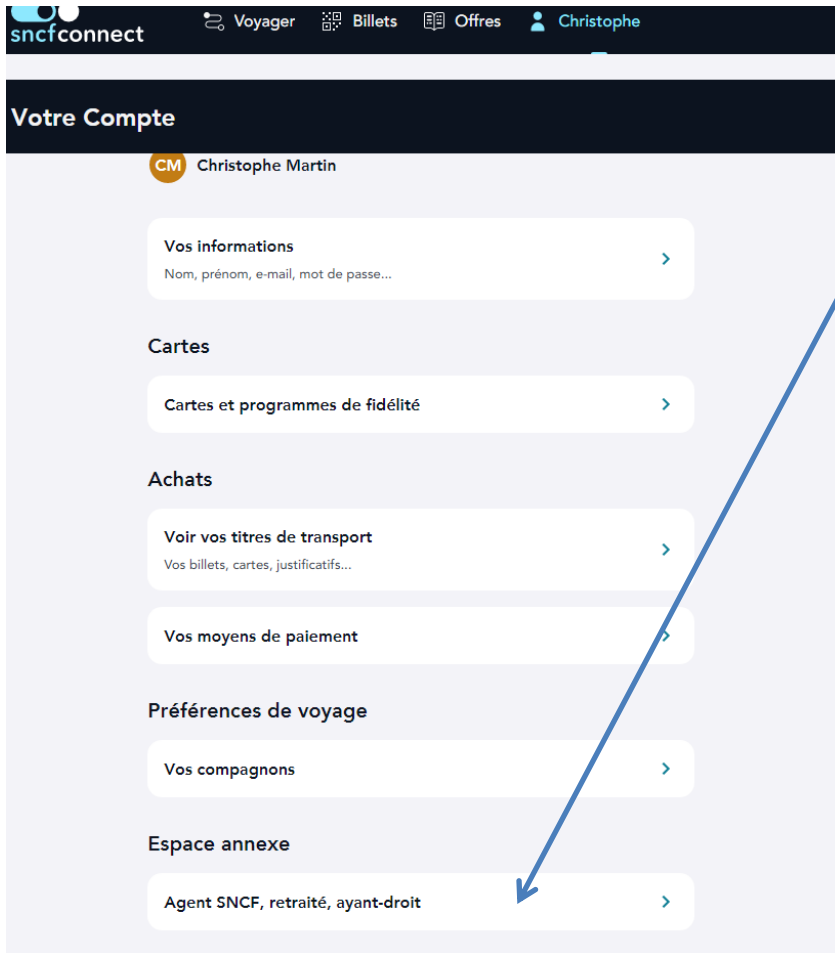 sncfconnect
Voyager
Billets
Offres
Christophe
Votre Compte
CM Christophe Martin
Vos informations
Nom, prénom, e-mail, mot de passe...
Cartes
Cartes et programmes de fidélité
Achats
Voir vos titres de transport
Vos billets, cartes, justificatifs...
Vos moyens de paiement
Préférences de voyage
Vos compagnons
Espace annexe
Agent SNCF, retraité, ayant-droit